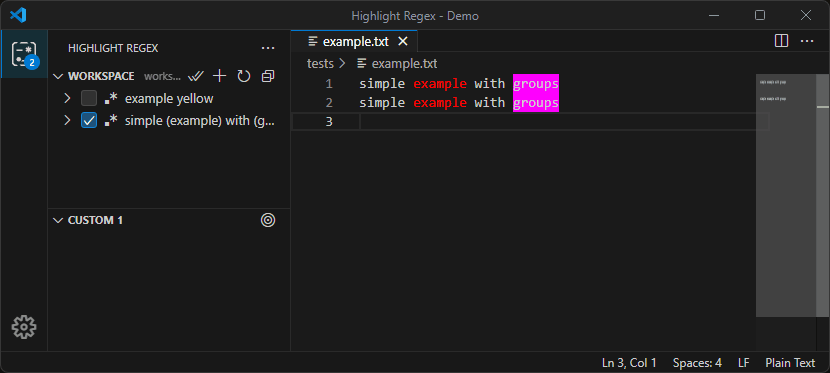 Highlight Regex - Demo
HIGHLIGHT REGEX
2
WORKSPACE works...
example yellow
simple (example) with (g...
CUSTOM 1
example.txt
tests > example.txt
1 simple example with groups
2 simple example with groups
3
Ln 3, Col 1 Spaces: 4 LF Plain Text